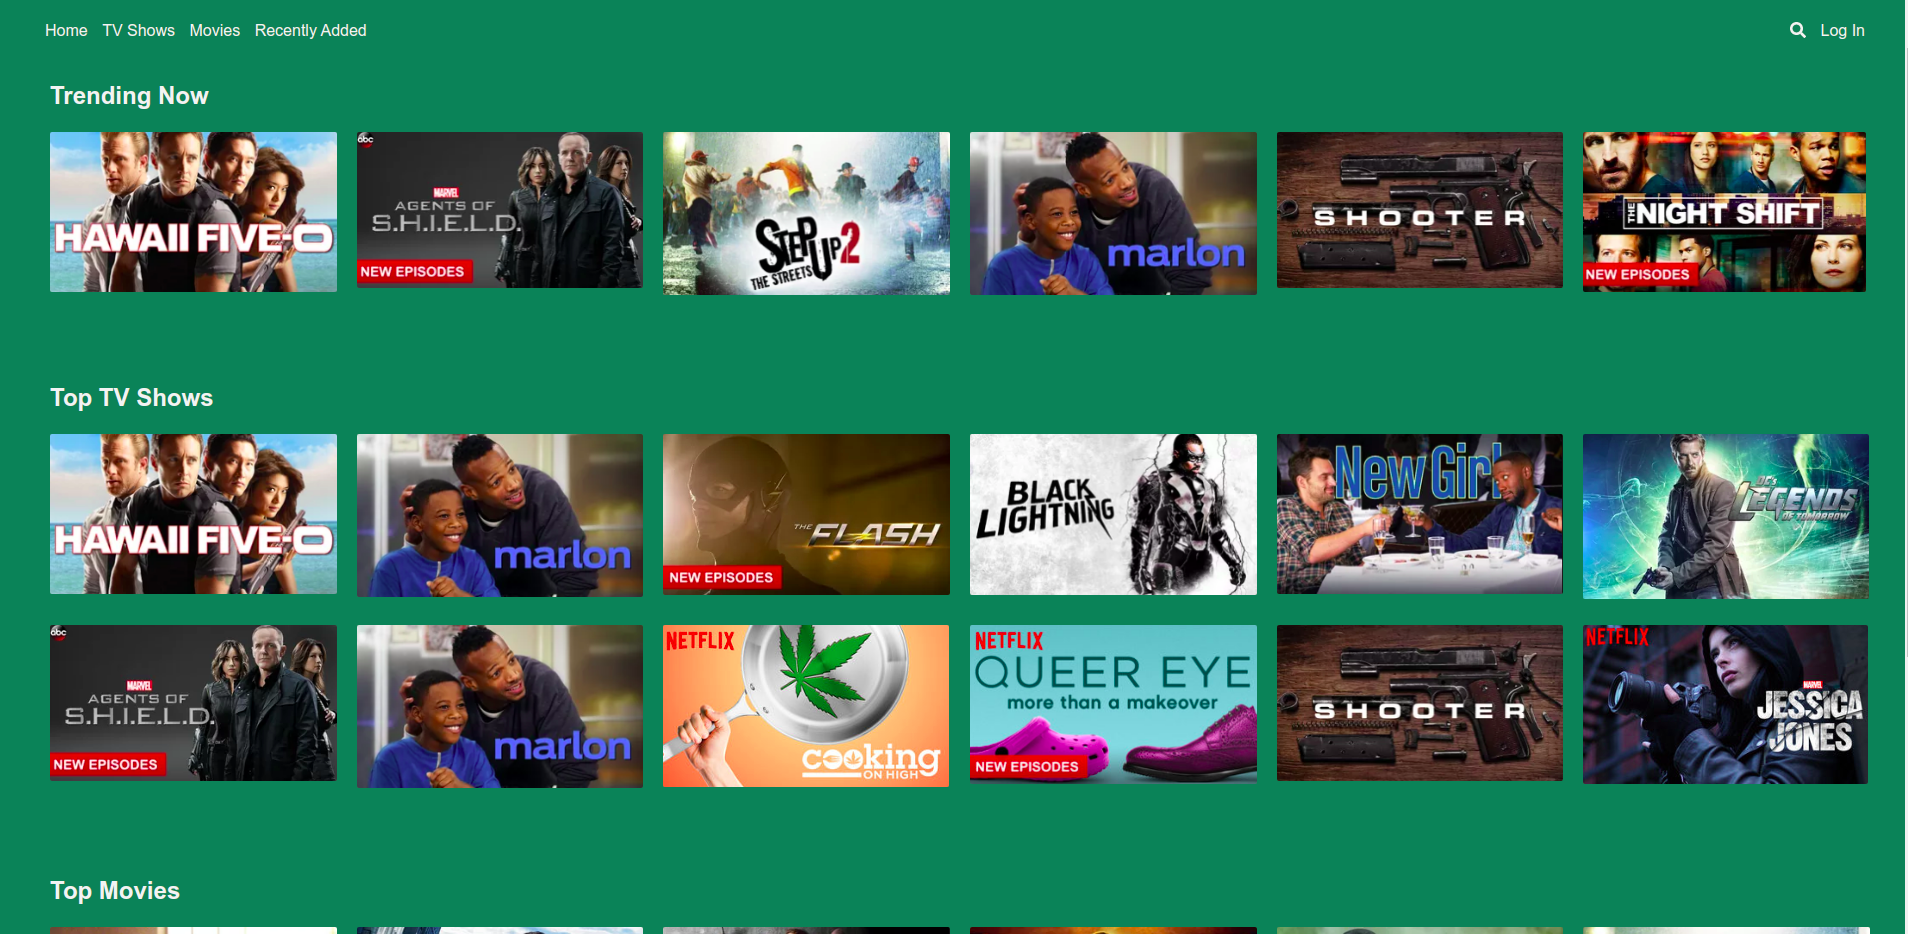 Home TV Shows Movies Recently Added
Log In
Trending Now
HAWAII FIVE-O
abc
MARVEL
AGENTS OF
S.H.I.E.L.D.
NEW EPISODES
STEP UP 2
THE STREETS
marlon
SHOOTER
THE NIGHT SHIFT
NEW EPISODES
Top TV Shows
HAWAII FIVE-O
marlon
THE FLASH
NEW EPISODES
BLACK
LIGHTNING
New Girl
DC's
LEGENDS
OF TOMORROW
abc
MARVEL
AGENTS OF
S.H.I.E.L.D.
NEW EPISODES
marlon
NETFLIX
cooking
ON HIGH
NETFLIX
QUEER EYE
more than a makeover
NEW EPISODES
SHOOTER
NETFLIX
MARVEL
JESSICA
JONES
Top Movies